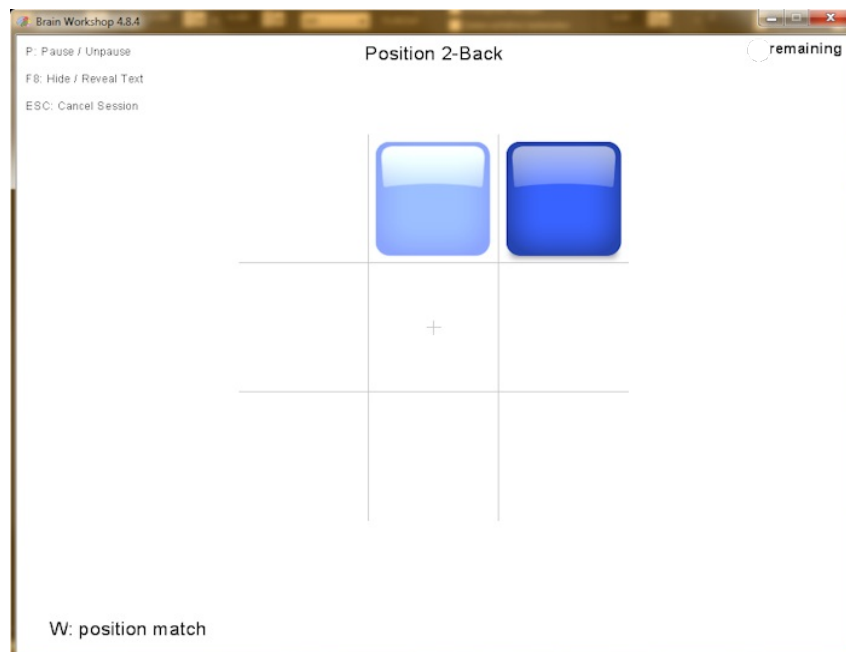 Brain Workshop 4.8.4
P: Pause / Unpause
Position 2-Back
remaining
F8: Hide / Reveal Text
ESC: Cancel Session
W: position match